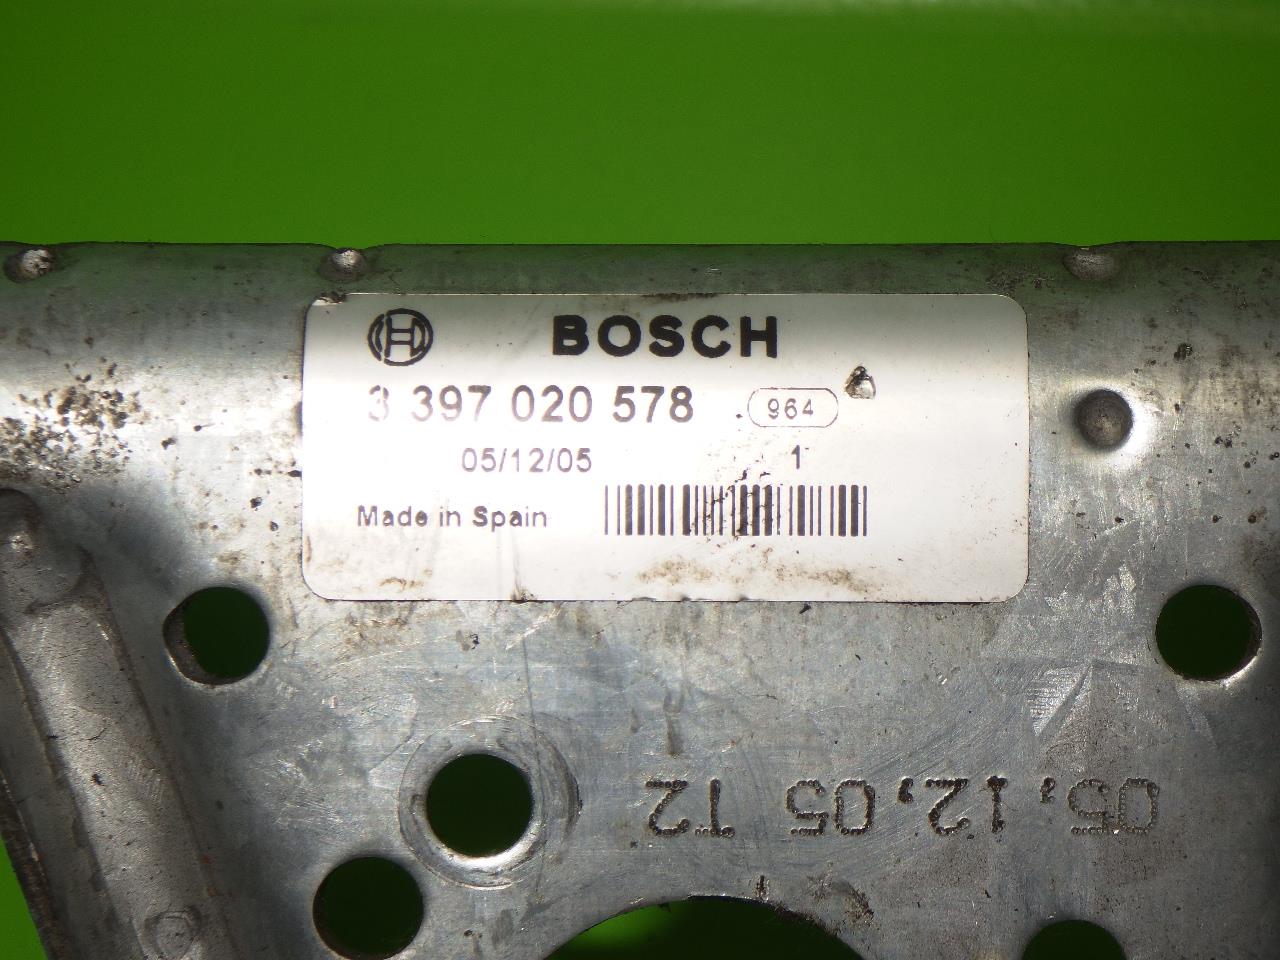 BOSCH
3 397 020 578 964
05/12/05 1
Made in Spain
05,12,05 T2